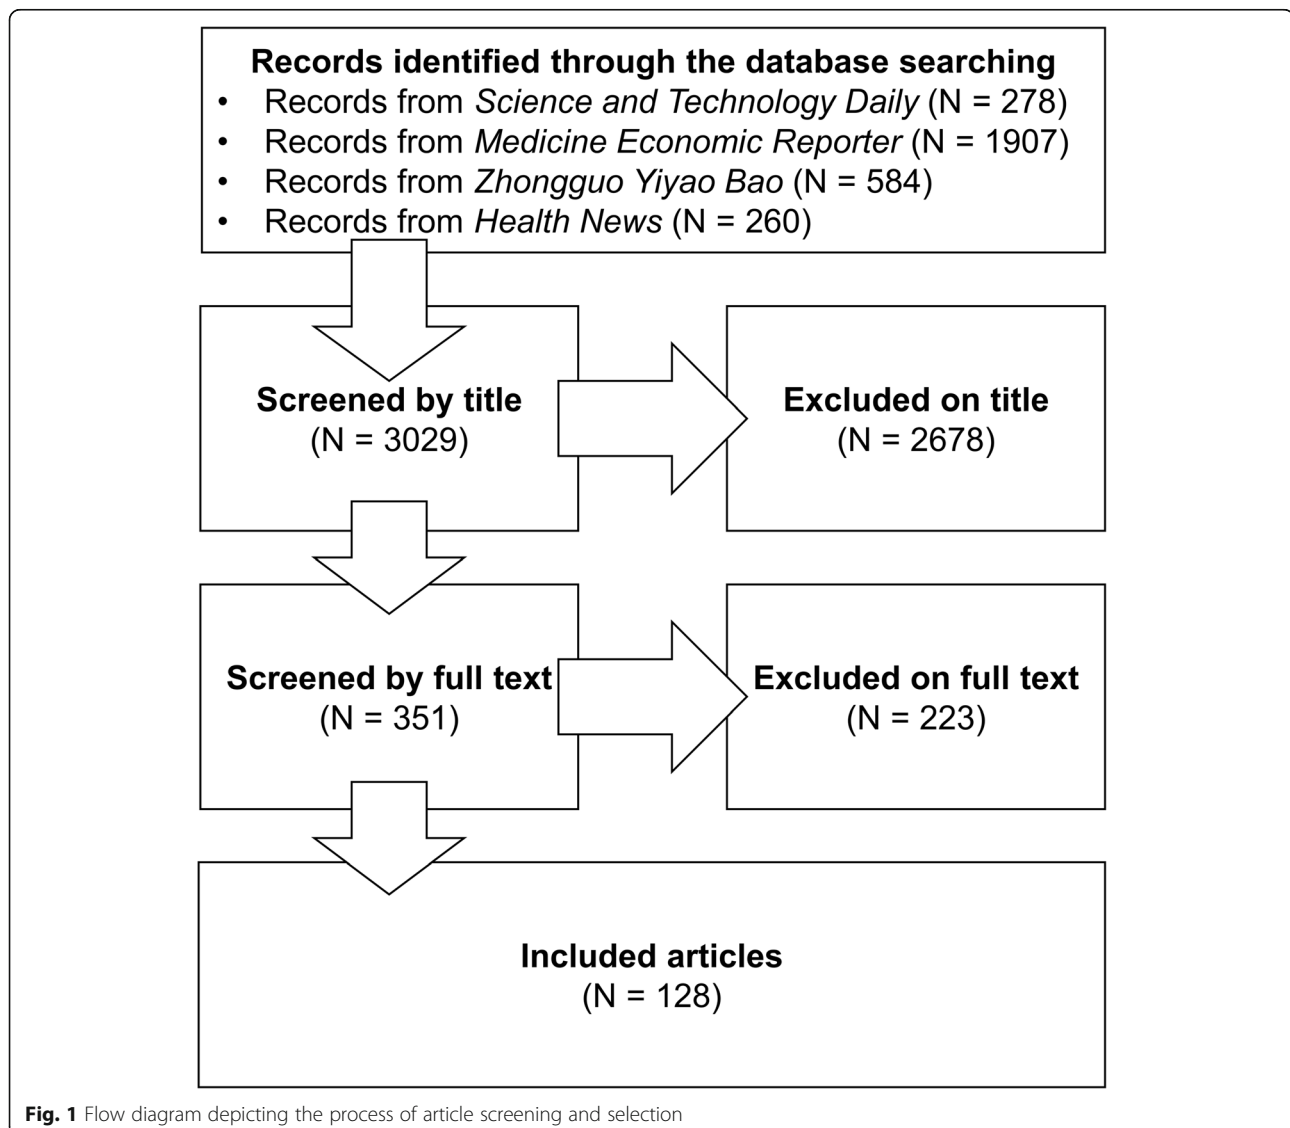 Records identified through the database searching
• Records from Science and Technology Daily (N = 278)
• Records from Medicine Economic Reporter (N = 1907)
• Records from Zhongguo Yiyao Bao (N = 584)
• Records from Health News (N = 260)
Screened by title
(N = 3029)
Excluded on title
(N = 2678)
Screened by full text
(N = 351)
Excluded on full text
(N = 223)
Included articles
(N = 128)
Fig. 1 Flow diagram depicting the process of article screening and selection